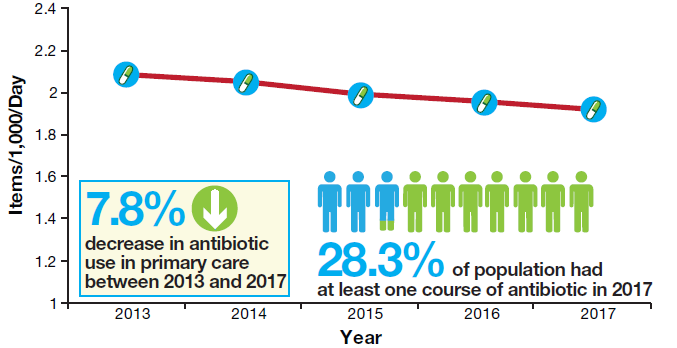 2.4
2.2
2
1.8
1.6
1.4
1.2
1
Items/1,000/Day
7.8%
decrease in antibiotic
use in primary care
between 2013 and 2017
28.3% of population had
at least one course of antibiotic in 2017
2013 2014 2015 2016 2017
Year